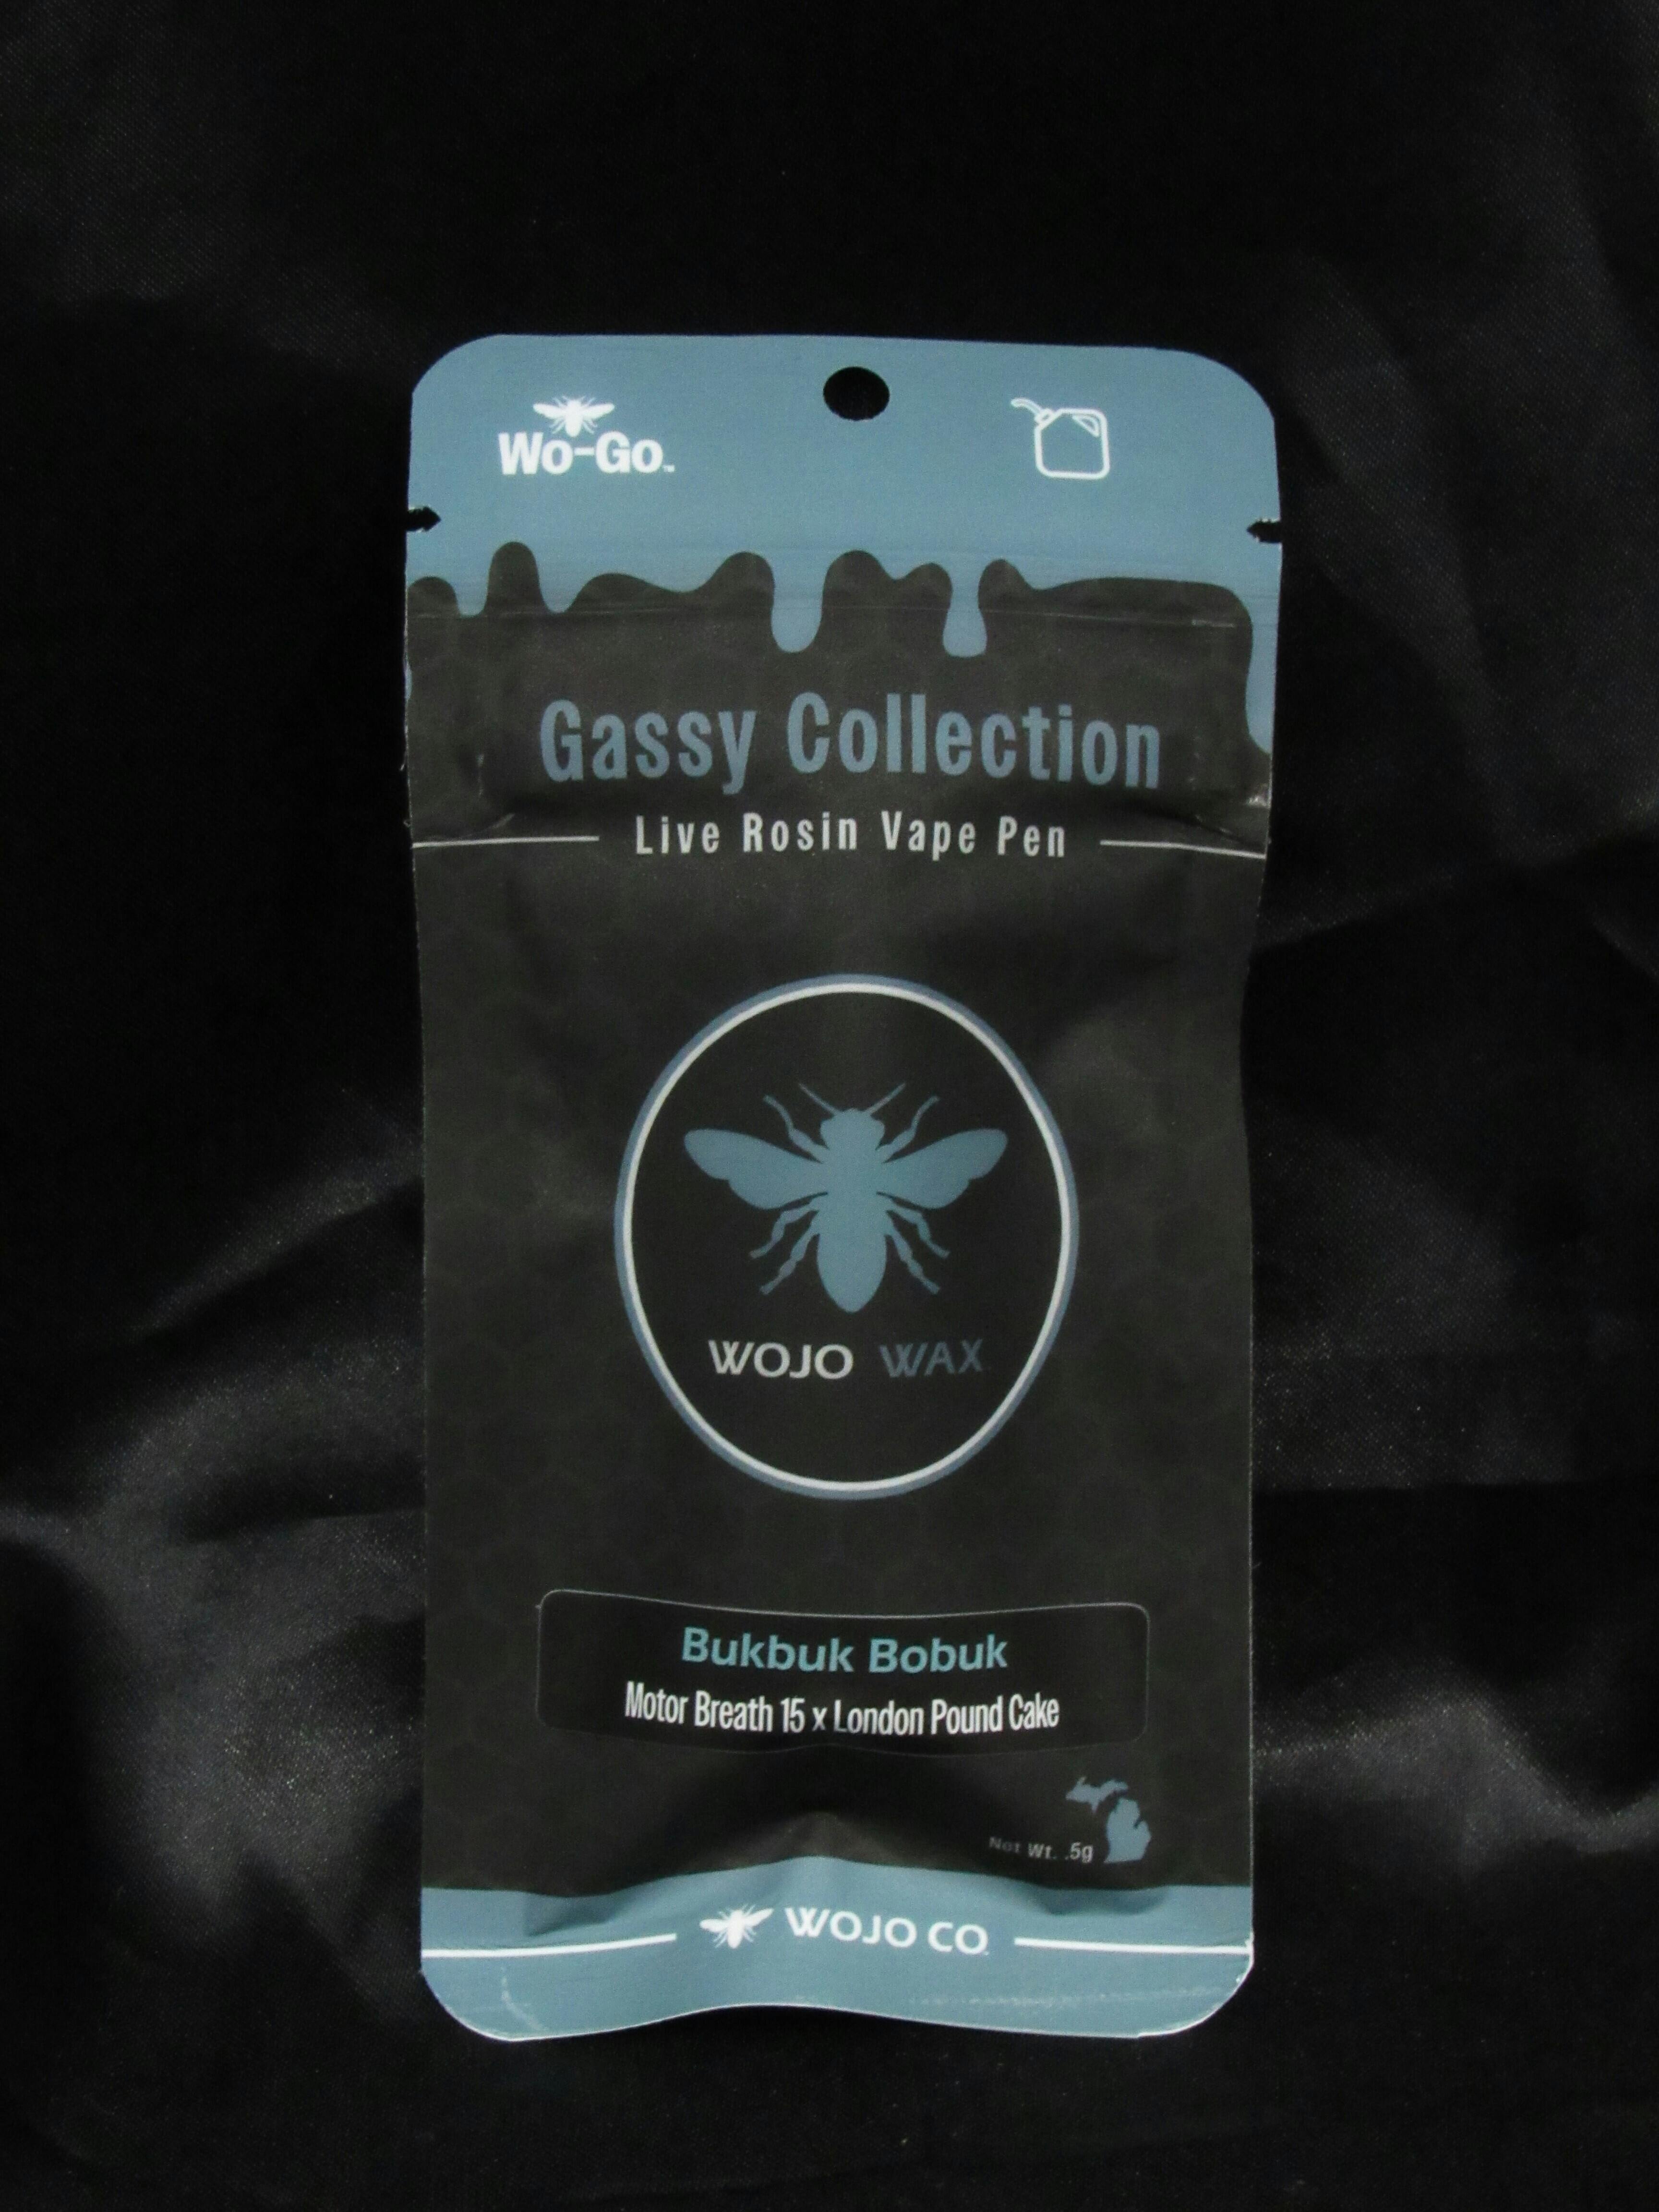 Wo-Go™
Gassy Collection
Live Rosin Vape Pen
WOJO WAX
Bukbuk Bobuk
Motor Breath 15 x London Pound Cake
Net Wt. .5g
WOJO CO